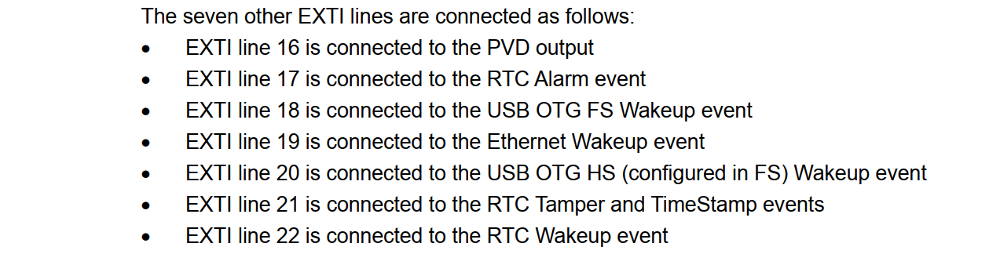 The seven other EXTI lines are connected as follows:
• EXTI line 16 is connected to the PVD output
• EXTI line 17 is connected to the RTC Alarm event
• EXTI line 18 is connected to the USB OTG FS Wakeup event
• EXTI line 19 is connected to the Ethernet Wakeup event
• EXTI line 20 is connected to the USB OTG HS (configured in FS) Wakeup event
• EXTI line 21 is connected to the RTC Tamper and TimeStamp events
• EXTI line 22 is connected to the RTC Wakeup event